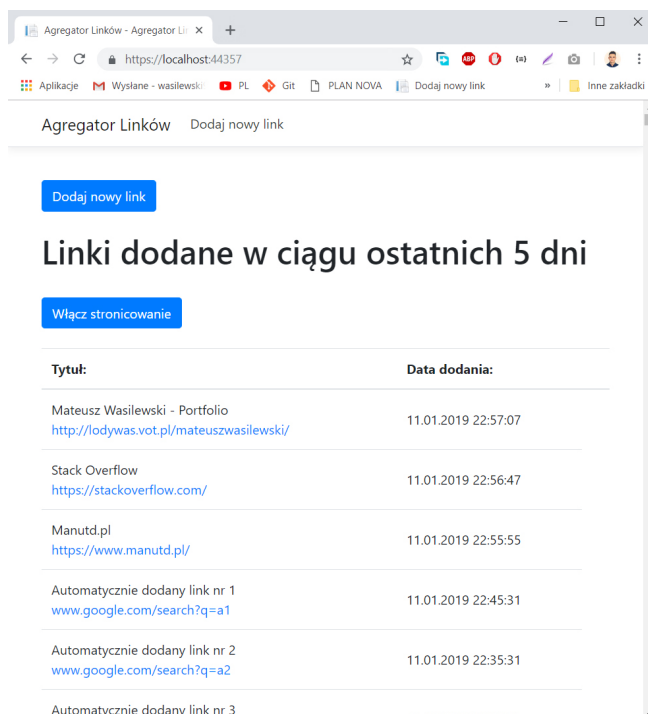 Agregator Linków - Agregator Li
https://localhost:44357
ABP
Aplikacje
Wysłane - wasilewsk
PL
Git
PLAN NOVA
Dodaj nowy link
»
Inne zakładki
Agregator Linków
Dodaj nowy link
Dodaj nowy link
Linki dodane w ciągu ostatnich 5 dni
Włącz stronicowanie
Tytuł: Data dodania:
Mateusz Wasilewski - Portfolio
http://lodywas.vot.pl/mateuszwasilewski/
11.01.2019 22:57:07
Stack Overflow
https://stackoverflow.com/
11.01.2019 22:56:47
Manutd.pl
https://www.manutd.pl/
11.01.2019 22:55:55
Automatycznie dodany link nr 1
www.google.com/search?q=a1
11.01.2019 22:45:31
Automatycznie dodany link nr 2
www.google.com/search?q=a2
11.01.2019 22:35:31
Automatycznie dodany link nr 3